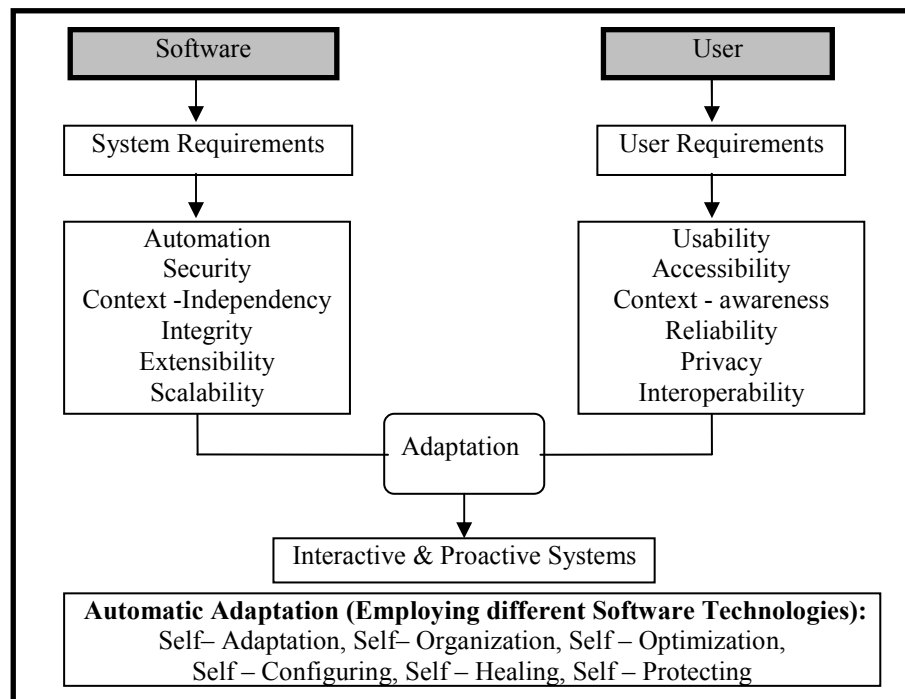 Software
User
System Requirements
User Requirements
Automation
Security
Context -Independency
Integrity
Extensibility
Scalability
Usability
Accessibility
Context - awareness
Reliability
Privacy
Interoperability
Adaptation
Interactive & Proactive Systems
Automatic Adaptation (Employing different Software Technologies):
Self– Adaptation, Self– Organization, Self – Optimization,
Self – Configuring, Self – Healing, Self – Protecting